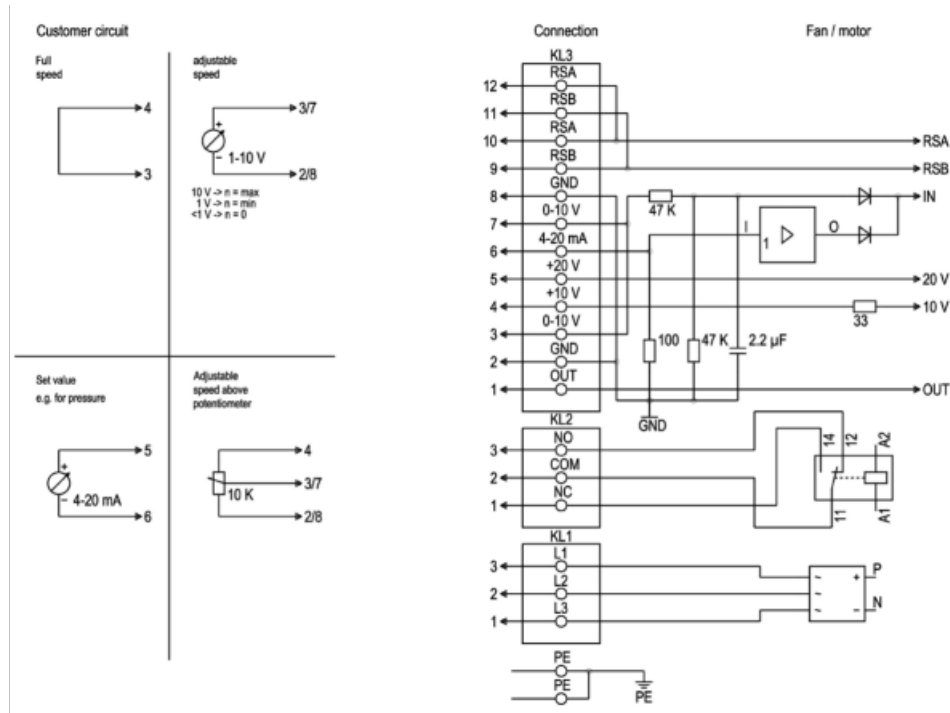 Customer circuit
Connection
Fan / motor
Full
speed
4
3
adjustable
speed
3/7
+
1-10 V
−
2/8
10 V -> n = max
1 V -> n = min
<1 V -> n = 0
Set value
e.g. for pressure
5
+
4-20 mA
−
6
Adjustable
speed above
potentiometer
4
3/7
10 K
2/8
KL3
12 RSA
11 RSB
10 RSA RSA
9 RSB RSB
8 GND IN
47 K
7 0-10 V
I 1 O
6 4-20 mA
5 +20 V 20 V
4 +10 V 10 V
33
3 0-10 V
100 47 K 2.2 µF
2 GND
1 OUT OUT
GND
KL2
3 NO
2 COM
1 NC
14 12 A2
11 A1
KL1
3 L1
2 L2
1 L3
~ + P
~
~ − N
PE
PE
PE